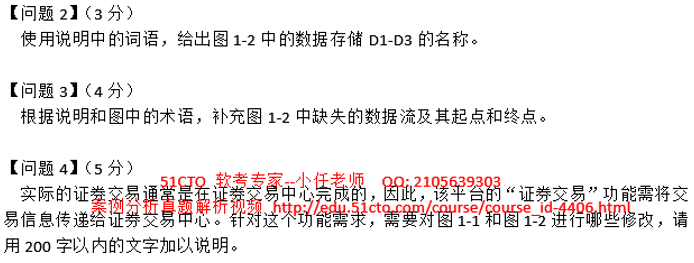 【问题 2】(3 分)
使用说明中的词语，给出图 1-2 中的数据存储 D1-D3 的名称。
【问题 3】(4 分)
根据说明和图中的术语，补充图 1-2 中缺失的数据流及其起点和终点。
【问题 4】(5 分)
51CTO 软考专家--小任老师 QQ: 2105639303
实际的证券交易通常是在证券交易中心完成的，因此，该平台的“证券交易”功能需将交
案例分析真题解析视频 http://edu.51cto.com/course/course_id-4406.html
易信息传递给证券交易中心。针对这个功能需求，需要对图 1-1 和图 1-2 进行哪些修改，请
用 200 字以内的文字加以说明。